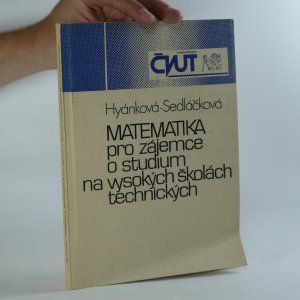 ČVUT
Hyánková-Sedláčková
MATEMATIKA
pro zájemce
o studium
na vysokých školách
technických